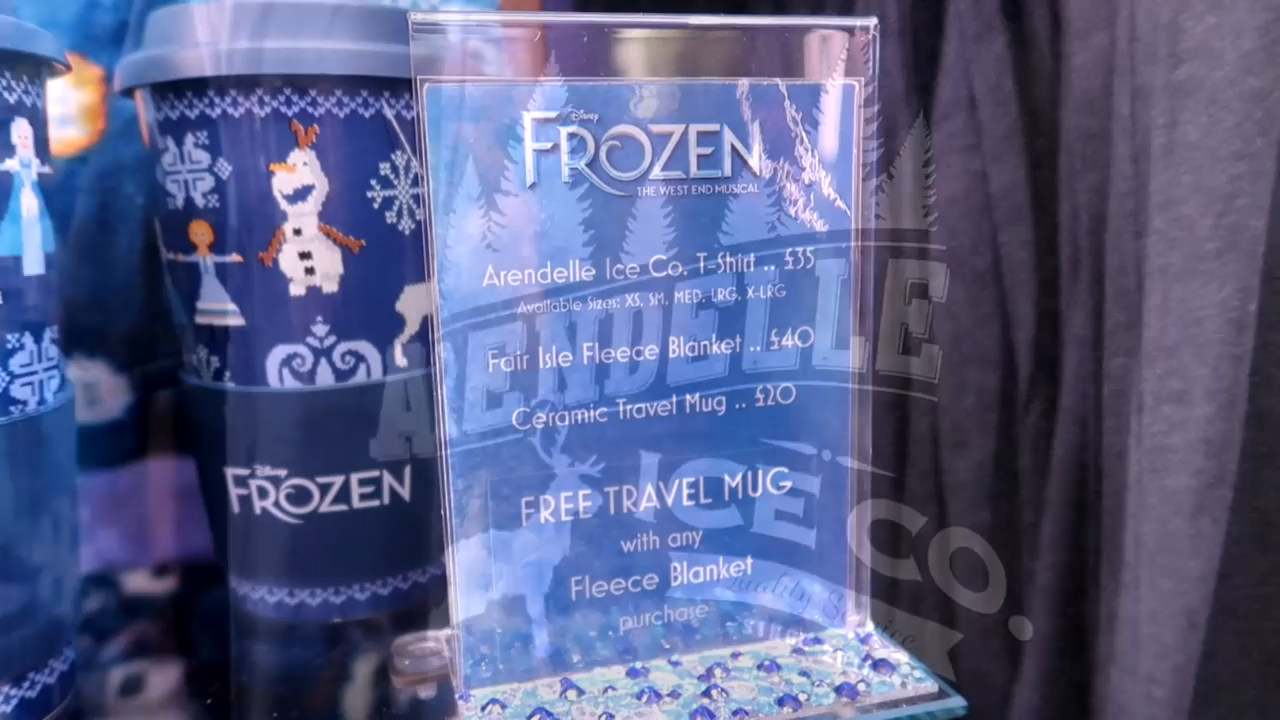 Disney
FROZEN
THE WEST END MUSICAL
Arendelle Ice Co. T-Shirt .. £35
Available Sizes: XS, SM, MED, LRG, X-LRG
Fair Isle Fleece Blanket .. £40
Ceramic Travel Mug .. £20
FREE TRAVEL MUG
with any
Fleece Blanket
purchase
Disney
FROZEN
ARENDELLE
ICE CO.
Quality Service